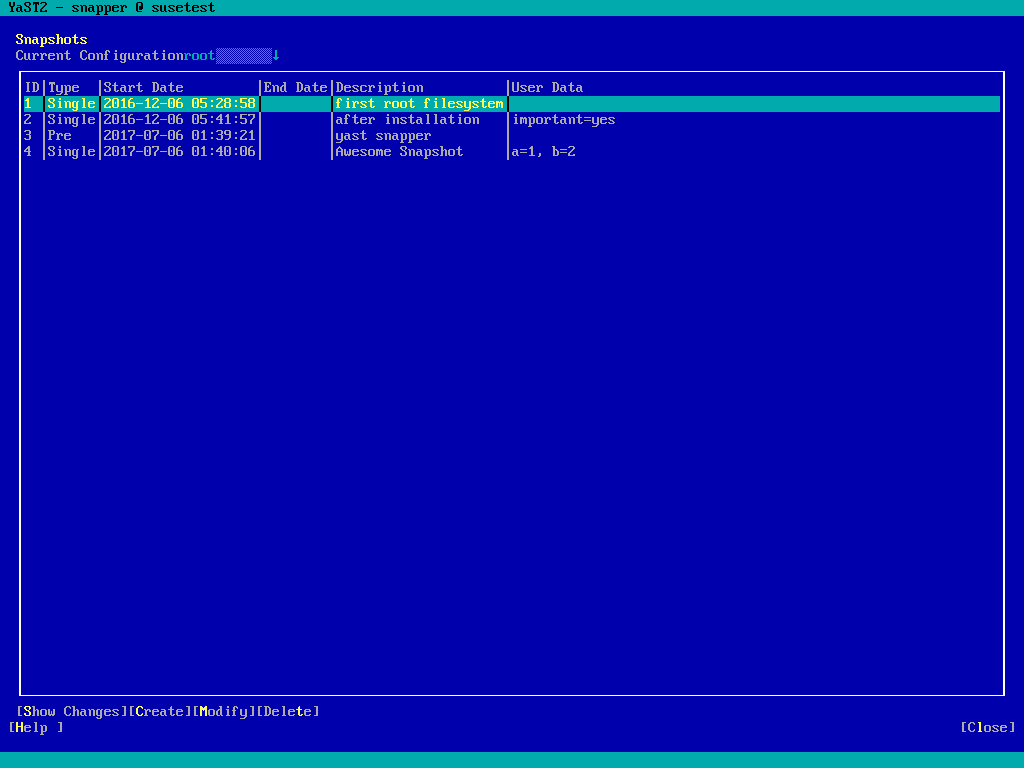 YaST2 - snapper @ susetest
Snapshots
Current Configuration root ↓
ID|Type  |Start Date         |End Date|Description          |User Data
1 |Single|2016-12-06 05:28:58|        |first root filesystem|
2 |Single|2016-12-06 05:41:57|        |after installation   |important=yes
3 |Pre   |2017-07-06 01:39:21|        |yast snapper         |
4 |Single|2017-07-06 01:40:06|        |Awesome Snapshot     |a=1, b=2
[Show Changes][Create][Modify][Delete]
[Help ] [Close]